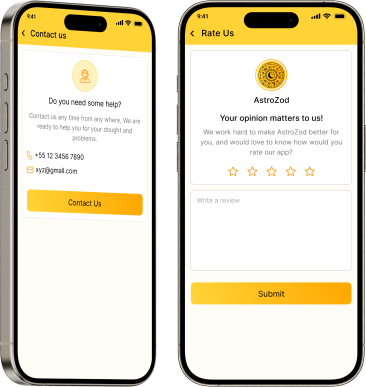 9:41
Contact us
Do you need some help?
Contact us any time from any where, We are
ready to help you for your dought and
problems.
+55 12 3456 7890
xyz@gmail.com
Contact Us
9:41
Rate Us
AstroZod
Your opinion matters to us!
We work hard to make AstroZod better for
you, and would love to know how would you
rate our app?
Write a review
Submit